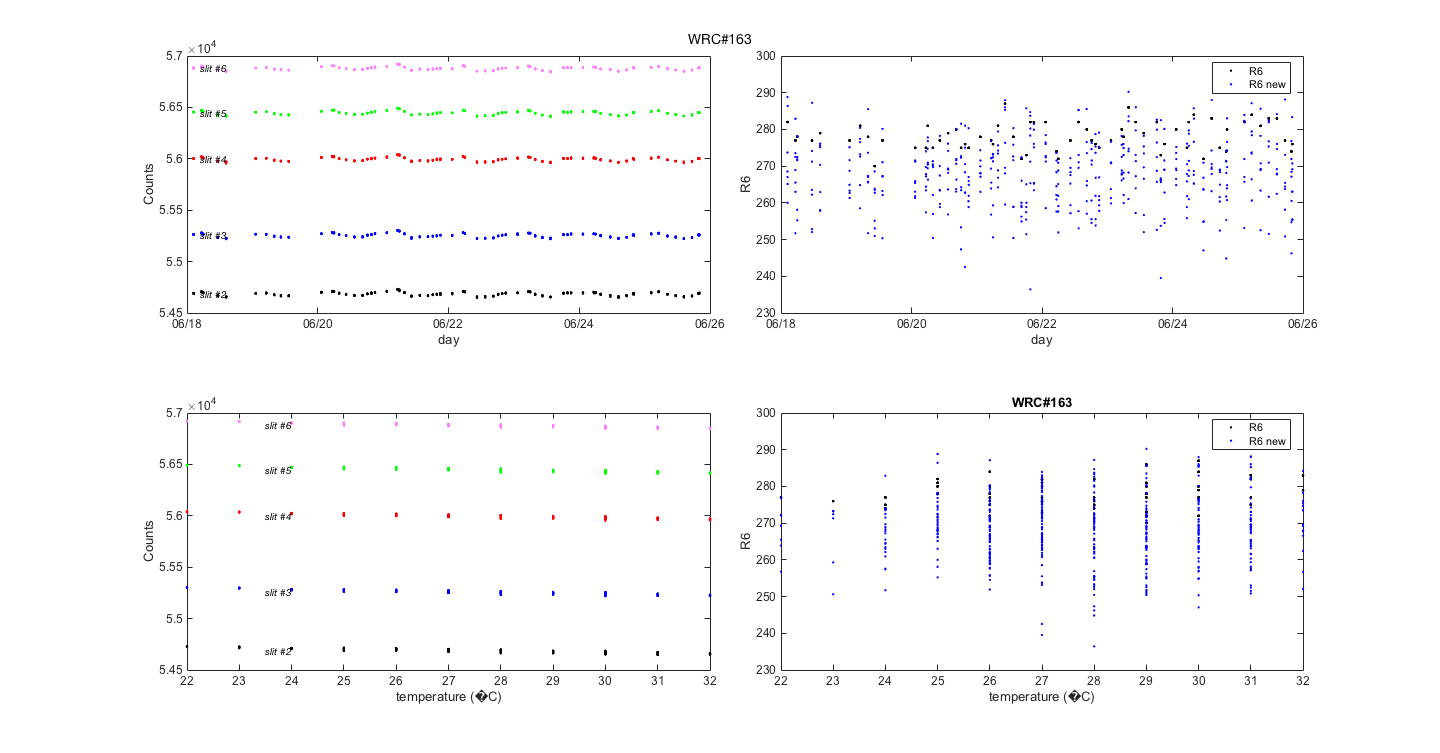 WRC#163
×10⁴
5.7
5.65
5.6
5.55
5.5
5.45
Counts
slit #6
slit #5
slit #4
slit #3
slit #2
06/18 06/20 06/22 06/24 06/26
day
300
290
280
270
260
250
240
230
R6
R6
R6 new
06/18 06/20 06/22 06/24 06/26
day
×10⁴
5.7
5.65
5.6
5.55
5.5
5.45
Counts
slit #6
slit #5
slit #4
slit #3
slit #2
22 23 24 25 26 27 28 29 30 31 32
temperature (�C)
WRC#163
300
290
280
270
260
250
240
230
R6
R6
R6 new
22 23 24 25 26 27 28 29 30 31 32
temperature (�C)